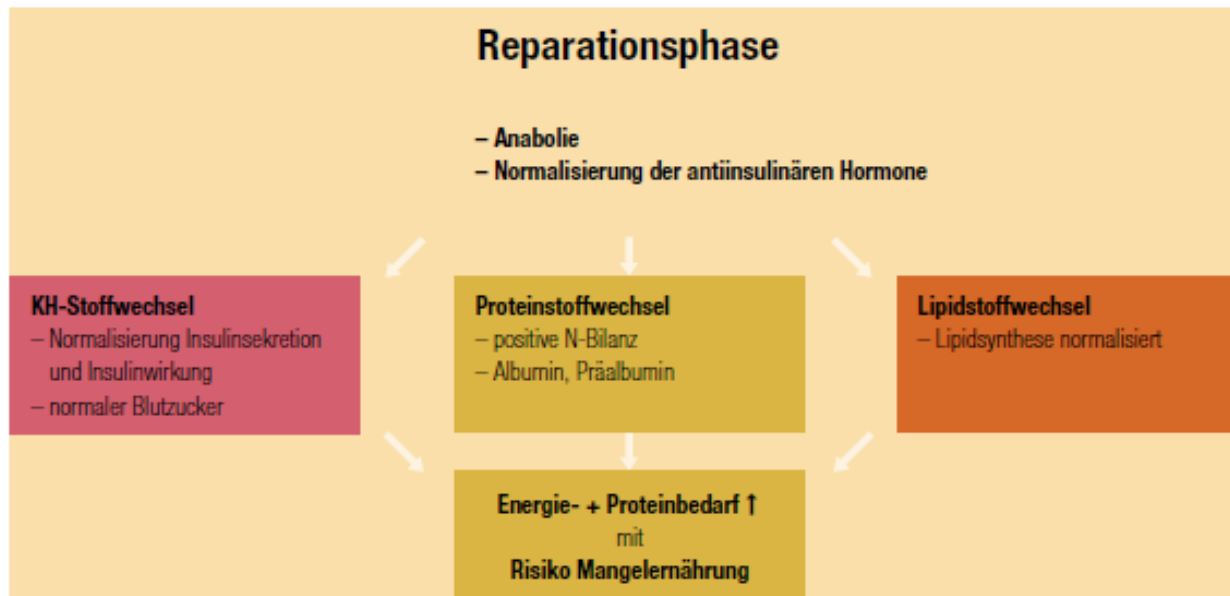 Reparationsphase
– Anabolie
– Normalisierung der antiinsulinären Hormone
KH-Stoffwechsel
– Normalisierung Insulinsekretion
und Insulinwirkung
– normaler Blutzucker
Proteinstoffwechsel
– positive N-Bilanz
– Albumin, Präalbumin
Lipidstoffwechsel
– Lipidsynthese normalisiert
Energie- + Proteinbedarf ↑
mit
Risiko Mangelernährung